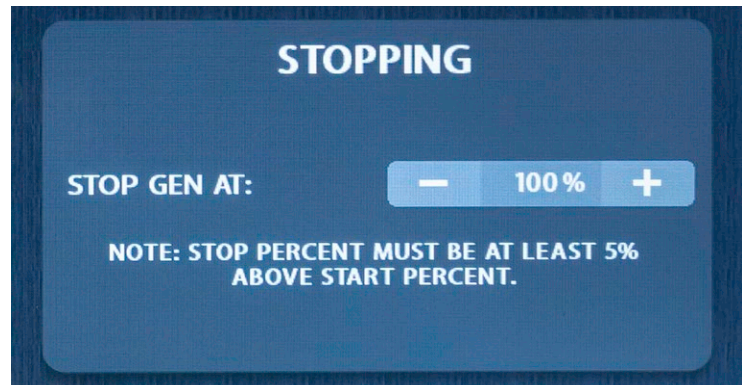 STOPPING
STOP GEN AT: − 100% +
NOTE: STOP PERCENT MUST BE AT LEAST 5%
ABOVE START PERCENT.